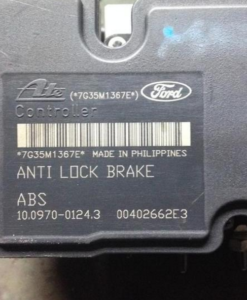 Ate (*7G35M1367E*) Ford
Controller
*7G35M1367E* MADE IN PHILIPPINES
ANTI LOCK BRAKE
ABS
10.0970-0124.3 00402662E3